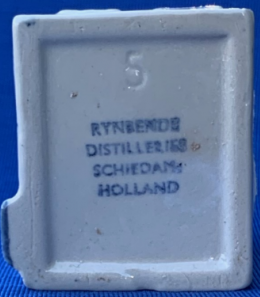 5
RYNBENDE
DISTILLERIES
SCHIEDAM
HOLLAND